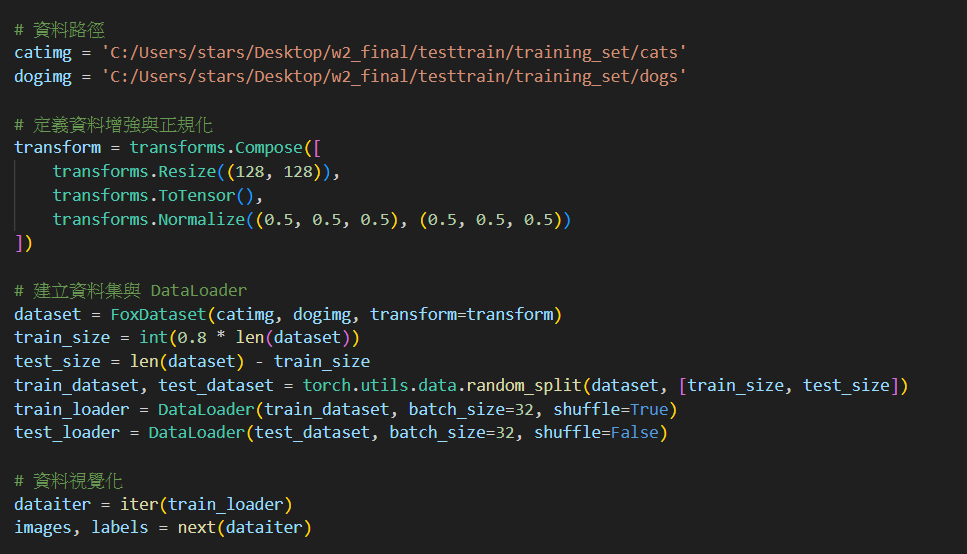 # 資料路徑
catimg = 'C:/Users/stars/Desktop/w2_final/testtrain/training_set/cats'
dogimg = 'C:/Users/stars/Desktop/w2_final/testtrain/training_set/dogs'
# 定義資料增強與正規化
transform = transforms.Compose([
    transforms.Resize((128, 128)),
    transforms.ToTensor(),
    transforms.Normalize((0.5, 0.5, 0.5), (0.5, 0.5, 0.5))
])
# 建立資料集與 DataLoader
dataset = FoxDataset(catimg, dogimg, transform=transform)
train_size = int(0.8 * len(dataset))
test_size = len(dataset) - train_size
train_dataset, test_dataset = torch.utils.data.random_split(dataset, [train_size, test_size])
train_loader = DataLoader(train_dataset, batch_size=32, shuffle=True)
test_loader = DataLoader(test_dataset, batch_size=32, shuffle=False)
# 資料視覺化
dataiter = iter(train_loader)
images, labels = next(dataiter)